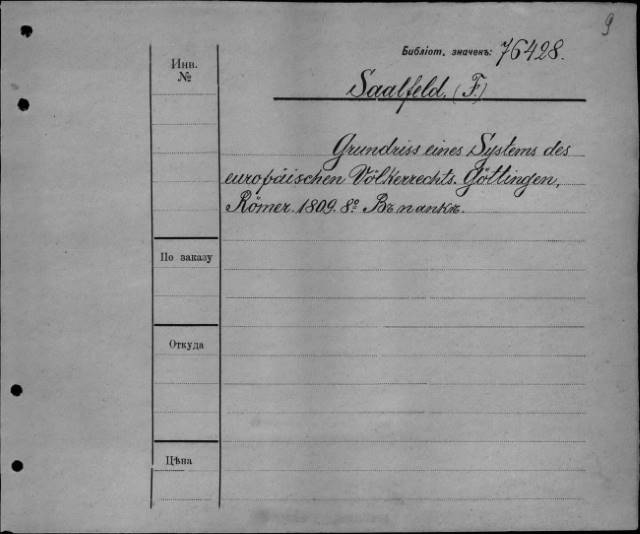 9
Библіот. значекъ: 76428.
Инв.
№
Saalfeld. (F.)
Grundriss eines Systems des
europäischen Völkerrechts. Göttingen,
Römer. 1809. 8º. Въ папкѣ.
По заказу
Откуда
Цѣна